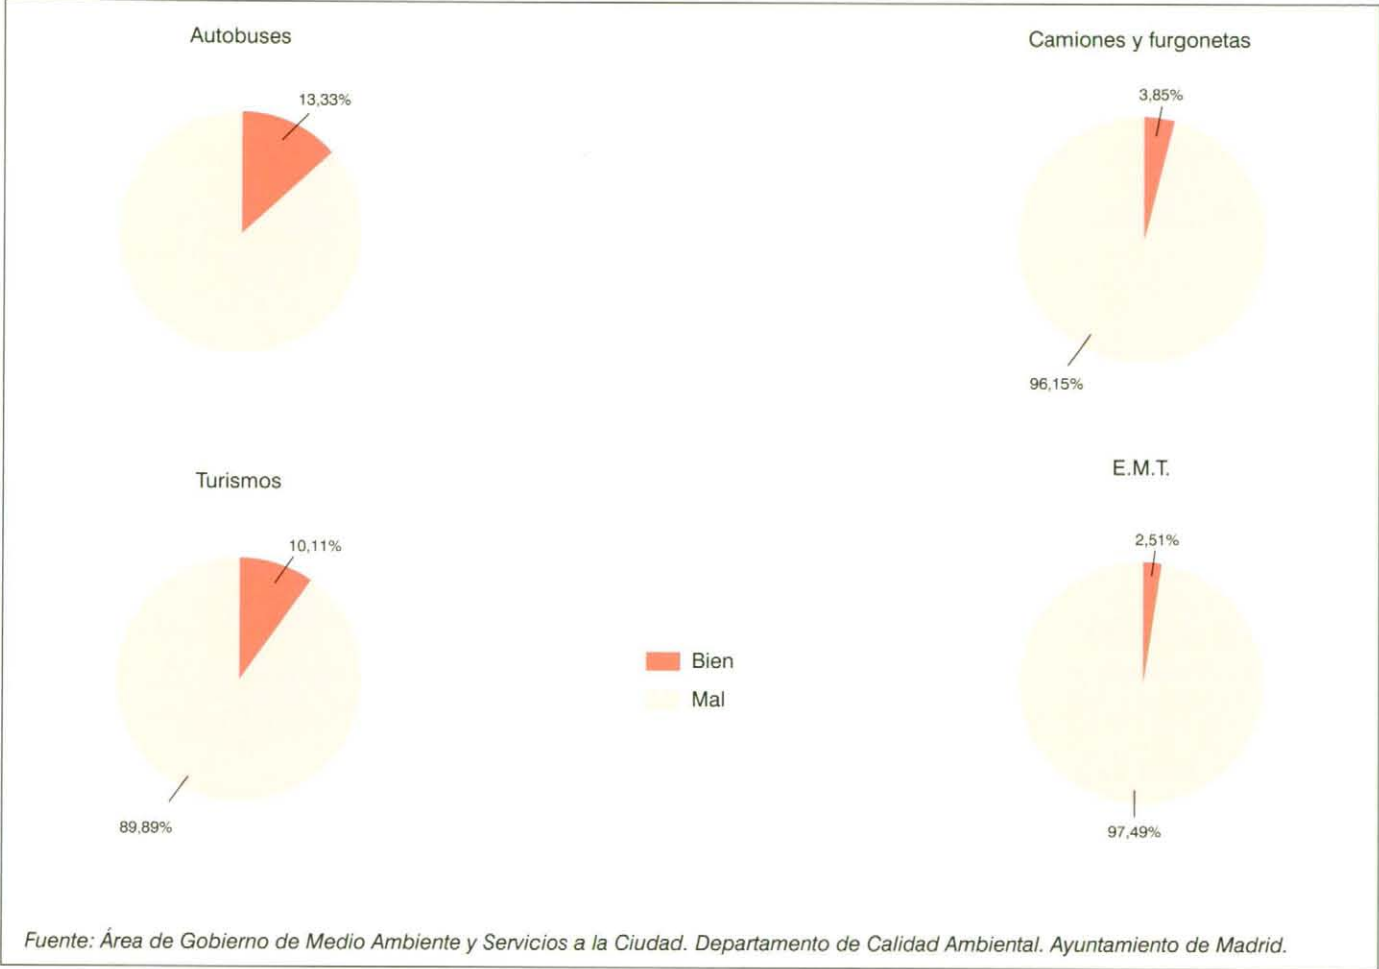 Autobuses
13,33%
Camiones y furgonetas
3,85%
96,15%
Turismos
10,11%
89,89%
E.M.T.
2,51%
97,49%
Bien
Mal
Fuente: Área de Gobierno de Medio Ambiente y Servicios a la Ciudad. Departamento de Calidad Ambiental. Ayuntamiento de Madrid.